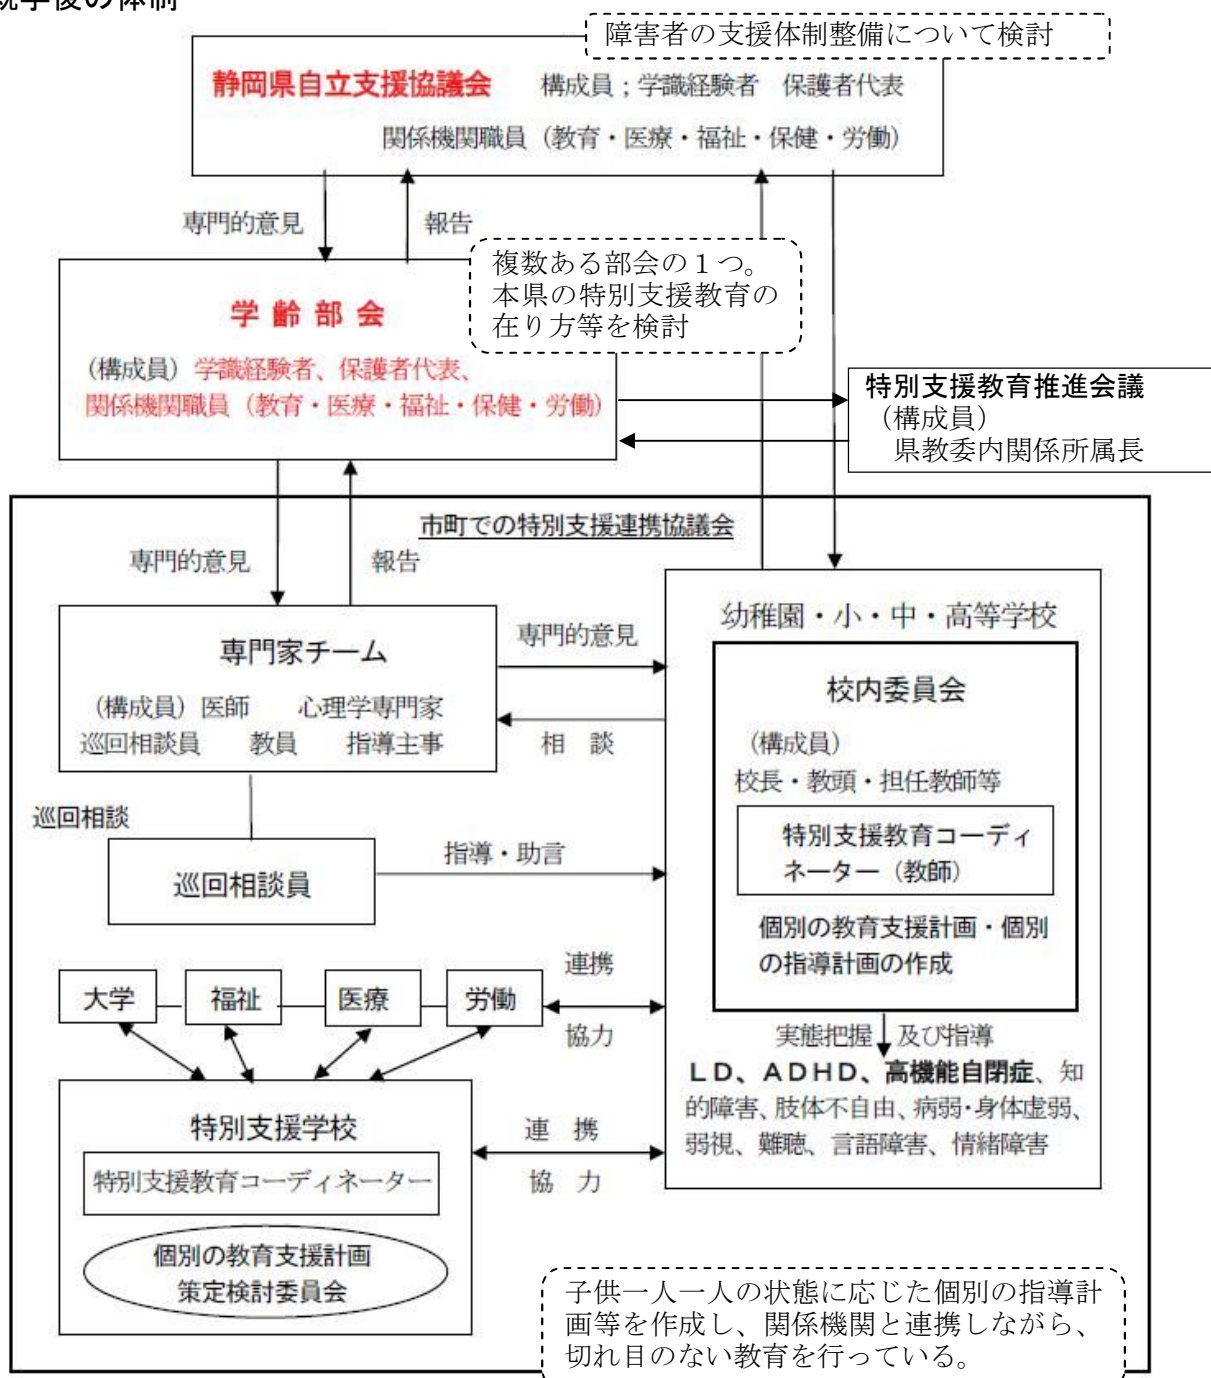 就学後の体制
障害者の支援体制整備について検討
静岡県自立支援協議会　構成員；学識経験者　保護者代表
関係機関職員（教育・医療・福祉・保健・労働）
専門的意見　報告
複数ある部会の１つ。
本県の特別支援教育の
在り方等を検討
学 齢 部 会
（構成員）学識経験者、保護者代表、
関係機関職員（教育・医療・福祉・保健・労働）
特別支援教育推進会議
（構成員）
県教委内関係所属長
市町での特別支援連携協議会
専門的意見　報告
専門家チーム
（構成員）医師　心理学専門家
巡回相談員　教員　指導主事
専門的意見
相　談
巡回相談
巡回相談員
指導・助言
幼稚園・小・中・高等学校
校内委員会
（構成員）
校長・教頭・担任教師等
特別支援教育コーディ
ネーター（教師）
個別の教育支援計画・個別
の指導計画の作成
実態把握　及び指導
ＬＤ、ＡＤＨＤ、高機能自閉症、知
的障害、肢体不自由、病弱・身体虚弱、
弱視、難聴、言語障害、情緒障害
大学　福祉　医療　労働
連携
協力
特別支援学校
特別支援教育コーディネーター
個別の教育支援計画
策定検討委員会
連　携
協　力
子供一人一人の状態に応じた個別の指導計
画等を作成し、関係機関と連携しながら、
切れ目のない教育を行っている。